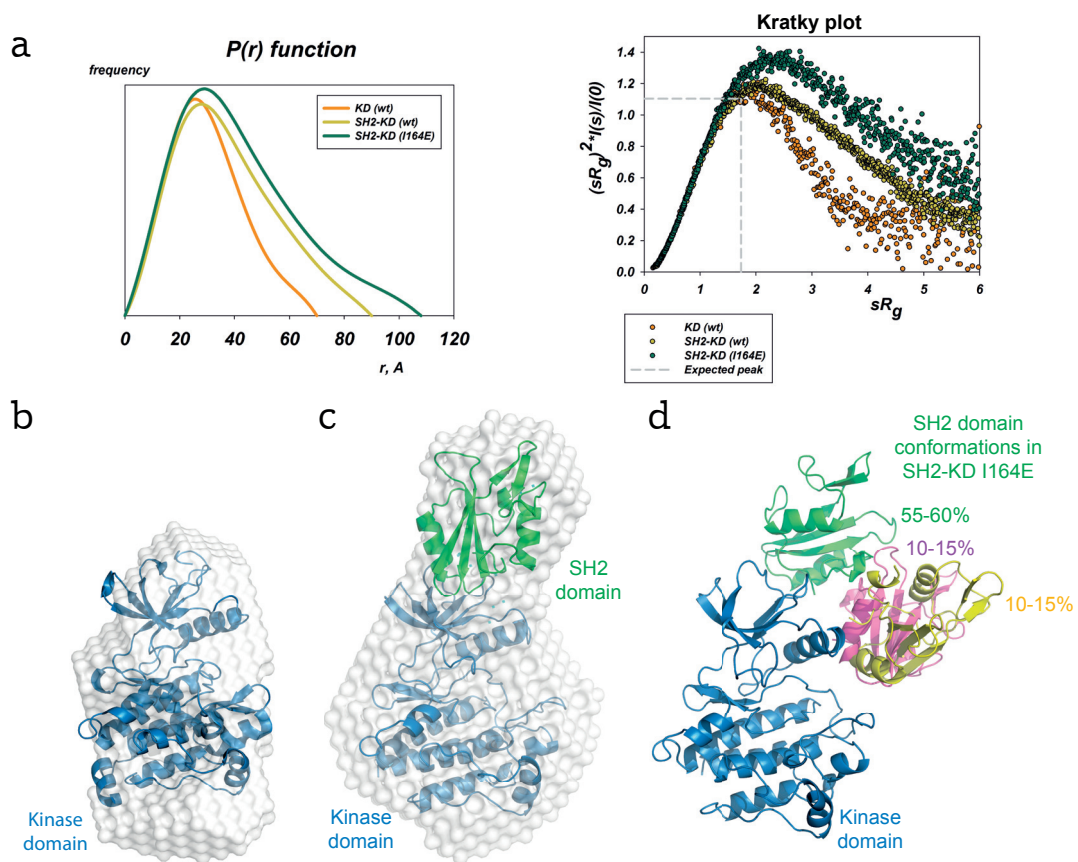 a
P(r) function
frequency
KD (wt)
SH2-KD (wt)
SH2-KD (I164E)
0 20 40 60 80 100 120
r, A
Kratky plot
1.4
1.2
1.0
0.8
0.6
0.4
0.2
0.0
(sRg)²*I(s)/I(0)
0 1 2 3 4 5 6
sRg
KD (wt)
SH2-KD (wt)
SH2-KD (I164E)
Expected peak
b
Kinase
domain
c
SH2
domain
Kinase
domain
d
SH2 domain
conformations in
SH2-KD I164E
55-60%
10-15%
10-15%
Kinase
domain